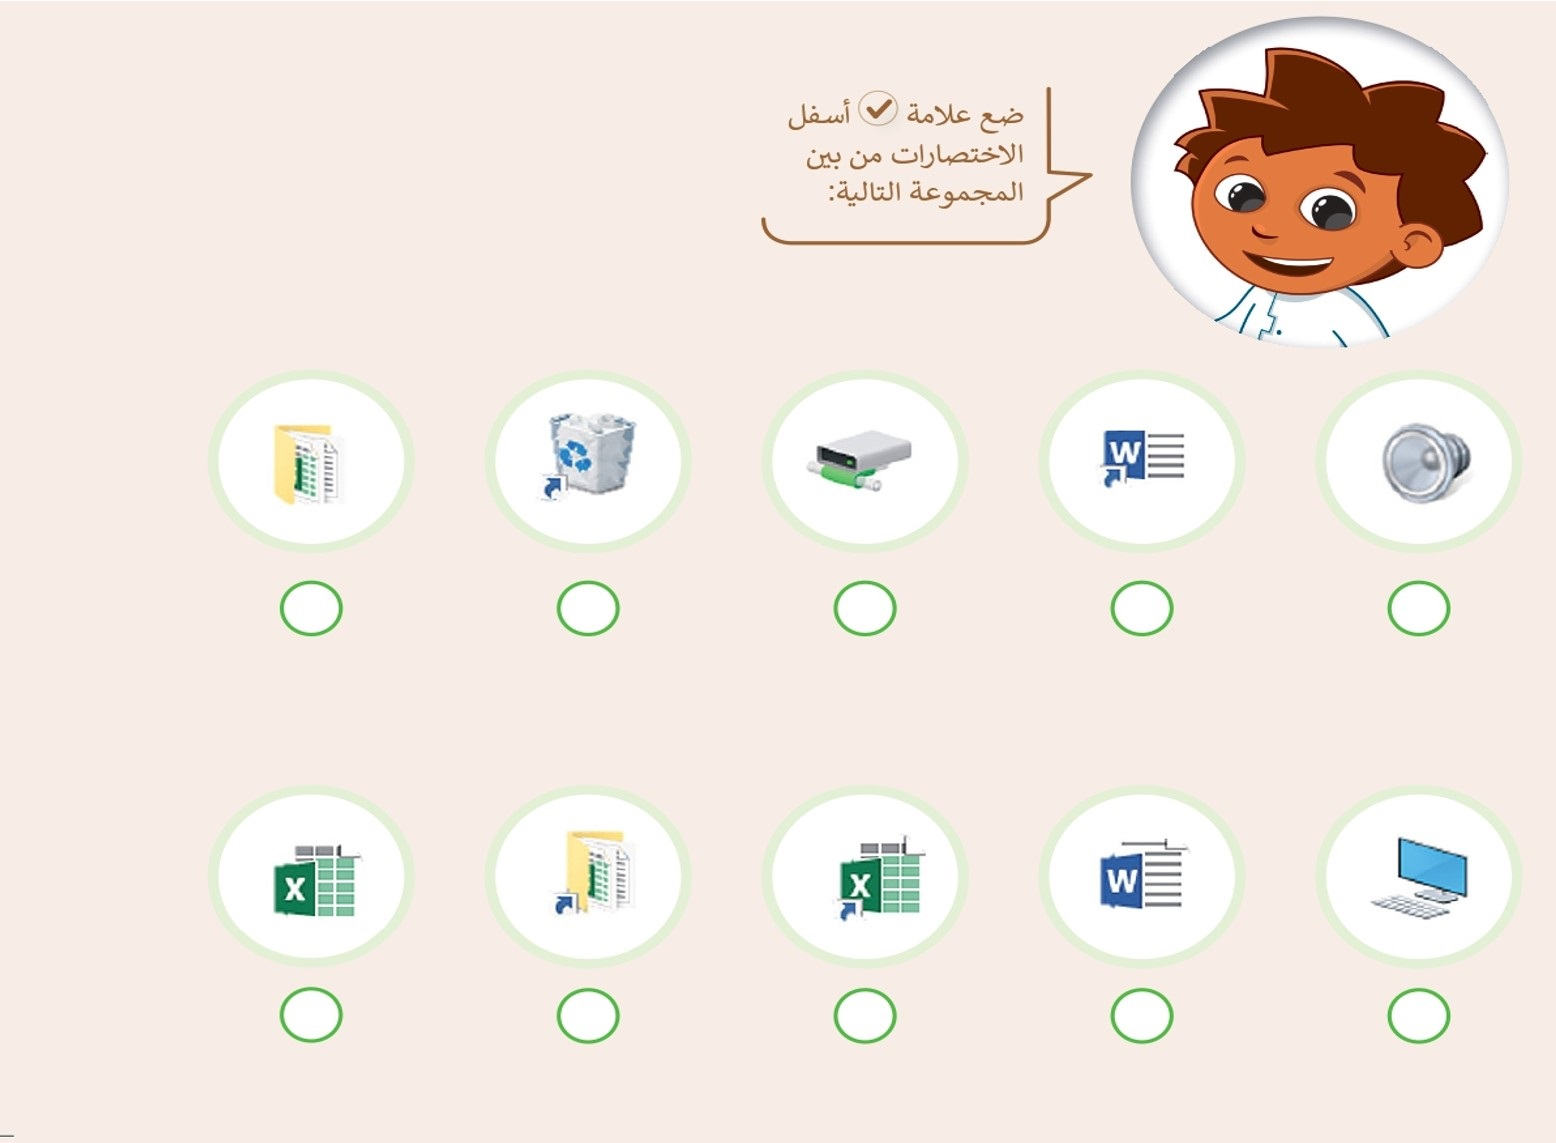 ضع علامة أسفل
الاختصارات من بين
المجموعة التالية:
W
W
X
X